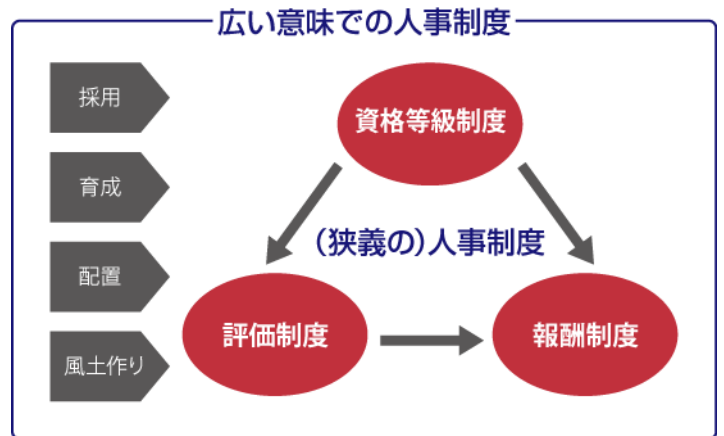 広い意味での人事制度
採用
育成
配置
風土作り
資格等級制度
(狭義の)人事制度
評価制度
報酬制度